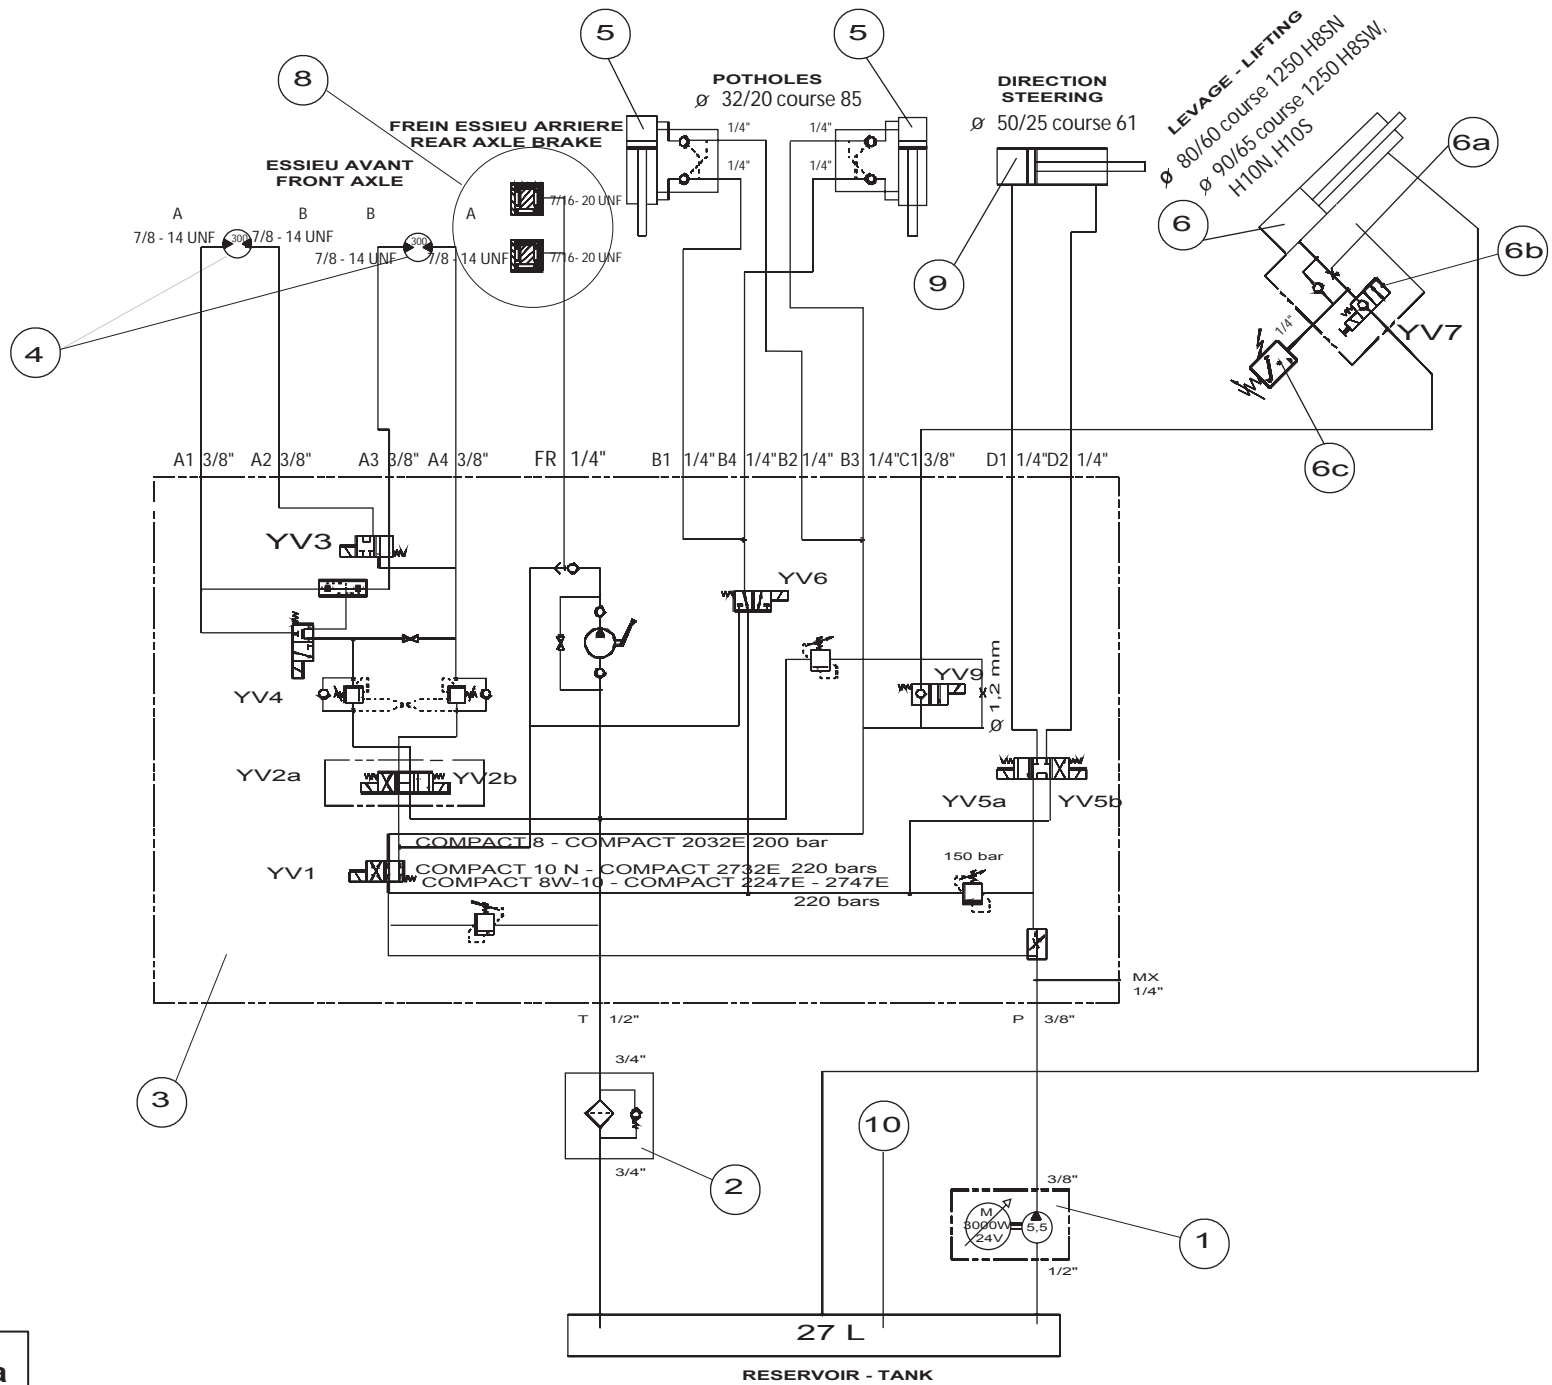 5
5
8
POTHOLES
ø 32/20 course 85
DIRECTION
STEERING
ø 50/25 course 61
LEVAGE - LIFTING
ø 80/60 course 1250 H8SN
ø 90/65 course 1250 H8SW,
H10N, H10S
6a
6
6b
YV7
1/4"
6c
9
FREIN ESSIEU ARRIERE
REAR AXLE BRAKE
ESSIEU AVANT
FRONT AXLE
1/4"
1/4"
1/4"
1/4"
7/16- 20 UNF
7/16- 20 UNF
A B B A
7/8 - 14 UNF 300 7/8 - 14 UNF
7/8 - 14 UNF 300 7/8 - 14 UNF
4
A1 3/8" A2 3/8" A3 3/8" A4 3/8" FR 1/4" B1 1/4" B4 1/4" B2 1/4" B3 1/4" C1 3/8" D1 1/4" D2 1/4"
YV3
YV6
YV4
YV9
ø 1,2 mm
YV2a YV2b
YV5a YV5b
COMPACT 8 - COMPACT 2032E 200 bar
YV1
COMPACT 10 N - COMPACT 2732E 220 bars
COMPACT 8W-10 - COMPACT 2247E - 2747E
220 bars
150 bar
MX
1/4"
T 1/2"
P 3/8"
3
3/4"
3/4"
2
10
3/8"
M
3000W
24V
5,5
1
1/2"
27 L
RESERVOIR - TANK
a